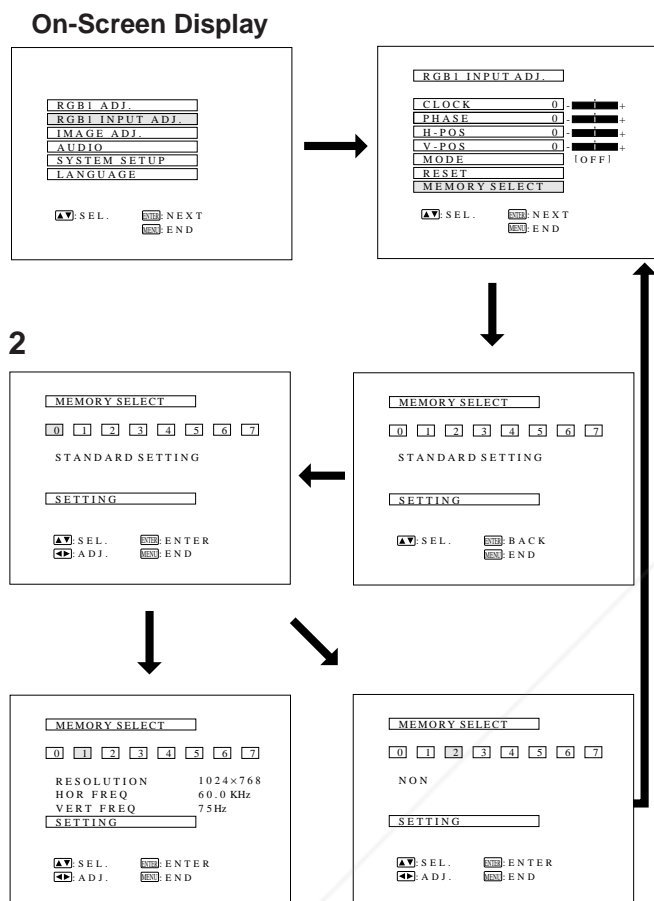 On-Screen Display
RGB1 ADJ.
RGB1 INPUT ADJ.
IMAGE ADJ.
AUDIO
SYSTEM SETUP
LANGUAGE
▲▼:SEL. ENTER:NEXT
MENU:END
RGB1 INPUT ADJ.
CLOCK 0 - +
PHASE 0 - +
H-POS 0 - +
V-POS 0 - +
MODE [OFF]
RESET
MEMORY SELECT
▲▼:SEL. ENTER:NEXT
MENU:END
2
MEMORY SELECT
0 1 2 3 4 5 6 7
STANDARD SETTING
SETTING
▲▼:SEL. ENTER:ENTER
◀▶:ADJ. MENU:END
MEMORY SELECT
0 1 2 3 4 5 6 7
STANDARD SETTING
SETTING
▲▼:SEL. ENTER:BACK
MENU:END
MEMORY SELECT
0 1 2 3 4 5 6 7
RESOLUTION 1024×768
HOR FREQ 60.0 KHz
VERT FREQ 75Hz
SETTING
▲▼:SEL. ENTER:ENTER
◀▶:ADJ. MENU:END
MEMORY SELECT
0 1 2 3 4 5 6 7
NON
SETTING
▲▼:SEL. ENTER:ENTER
◀▶:ADJ. MENU:END